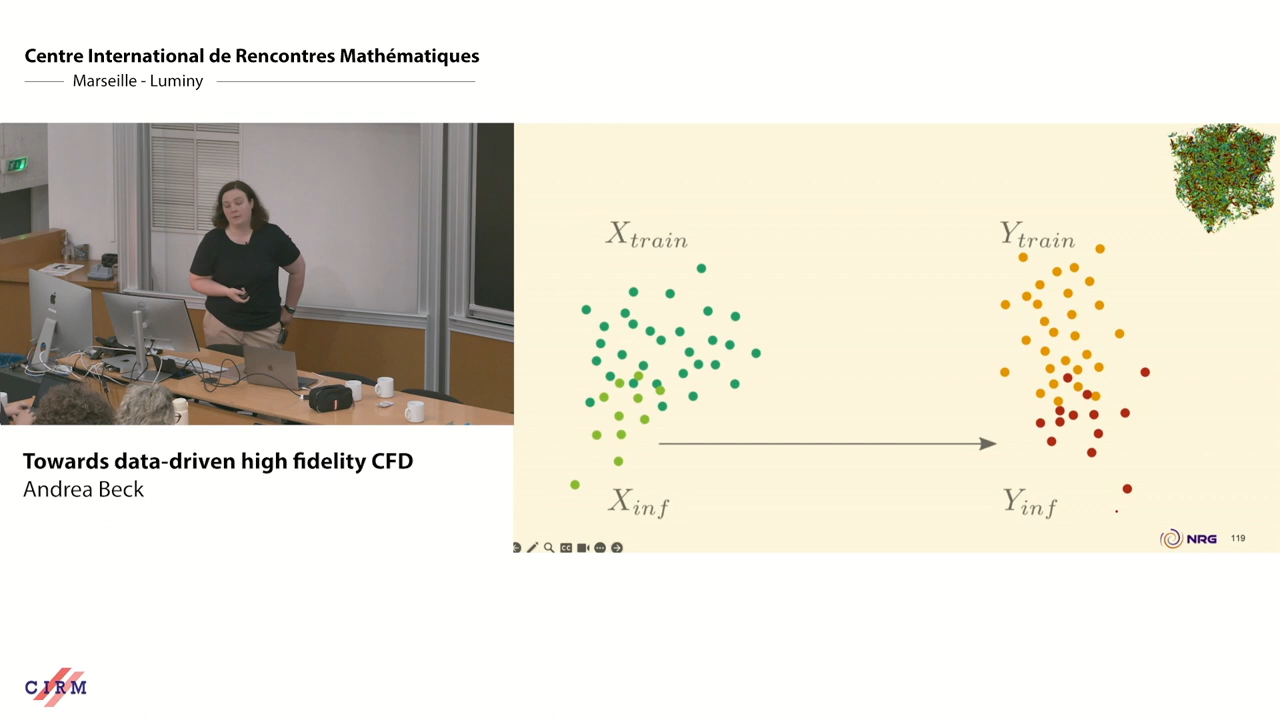 Centre International de Rencontres Mathématiques
Marseille - Luminy
X_train
Y_train
X_inf
Y_inf
NRG 119
Towards data-driven high fidelity CFD
Andrea Beck
CIRM